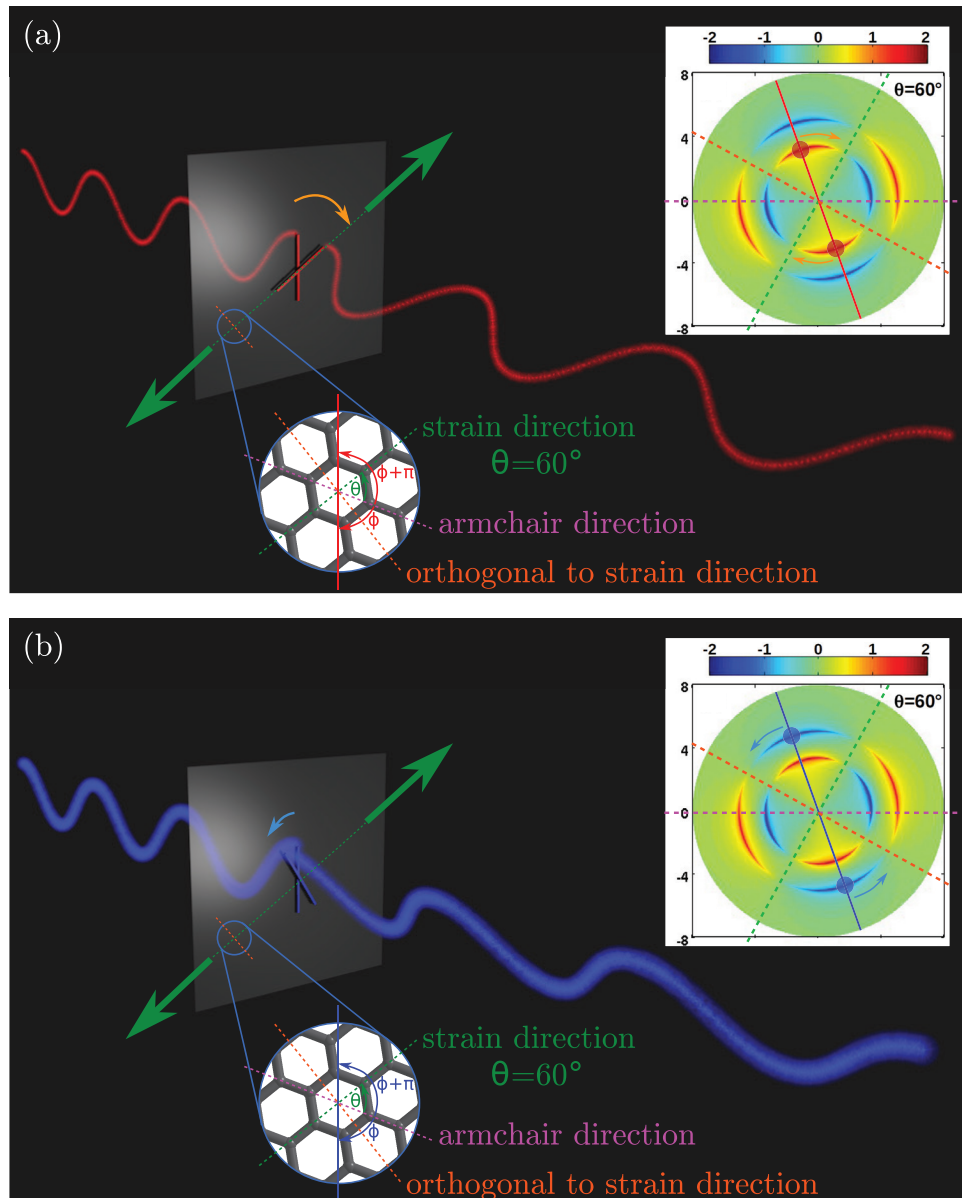 (a)
-2 -1 0 1 2
8
θ=60°
4
0
-4
-8
strain direction
θ=60°
ϕ+π
θ
ϕ
armchair direction
orthogonal to strain direction
(b)
-2 -1 0 1 2
8
θ=60°
4
0
-4
-8
strain direction
θ=60°
ϕ+π
θ
ϕ
armchair direction
orthogonal to strain direction